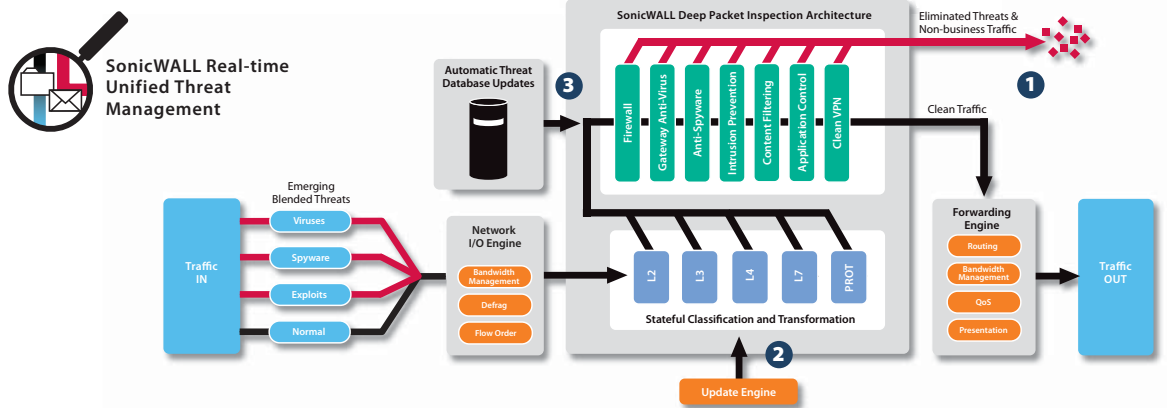 SonicWALL Real-time
Unified Threat
Management
SonicWALL Deep Packet Inspection Architecture
Eliminated Threats &
Non-business Traffic
1
Automatic Threat
Database Updates
3
Firewall
Gateway Anti-Virus
Anti-Spyware
Intrusion Prevention
Content Filtering
Application Control
Clean VPN
Clean Traffic
Emerging
Blended Threats
Traffic
IN
Viruses
Spyware
Exploits
Normal
Network
I/O Engine
Bandwidth
Management
Defrag
Flow Order
L2
L3
L4
L7
PROT
Stateful Classification and Transformation
2
Update Engine
Forwarding
Engine
Routing
Bandwidth
Management
QoS
Presentation
Traffic
OUT